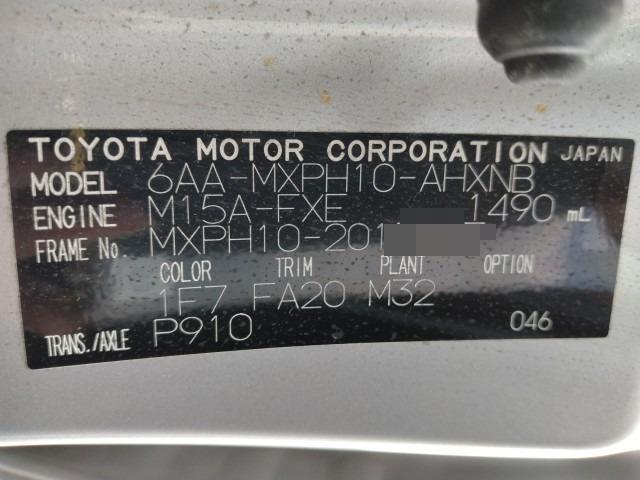 TOYOTA MOTOR CORPORATION JAPAN
MODEL 6AA-MXPH10-AHXNB
ENGINE M15A-FXE 1490 mL
FRAME No MXPH10-201
COLOR TRIM PLANT OPTION
1F7 FA20 M32
TRANS./AXLE P910 046